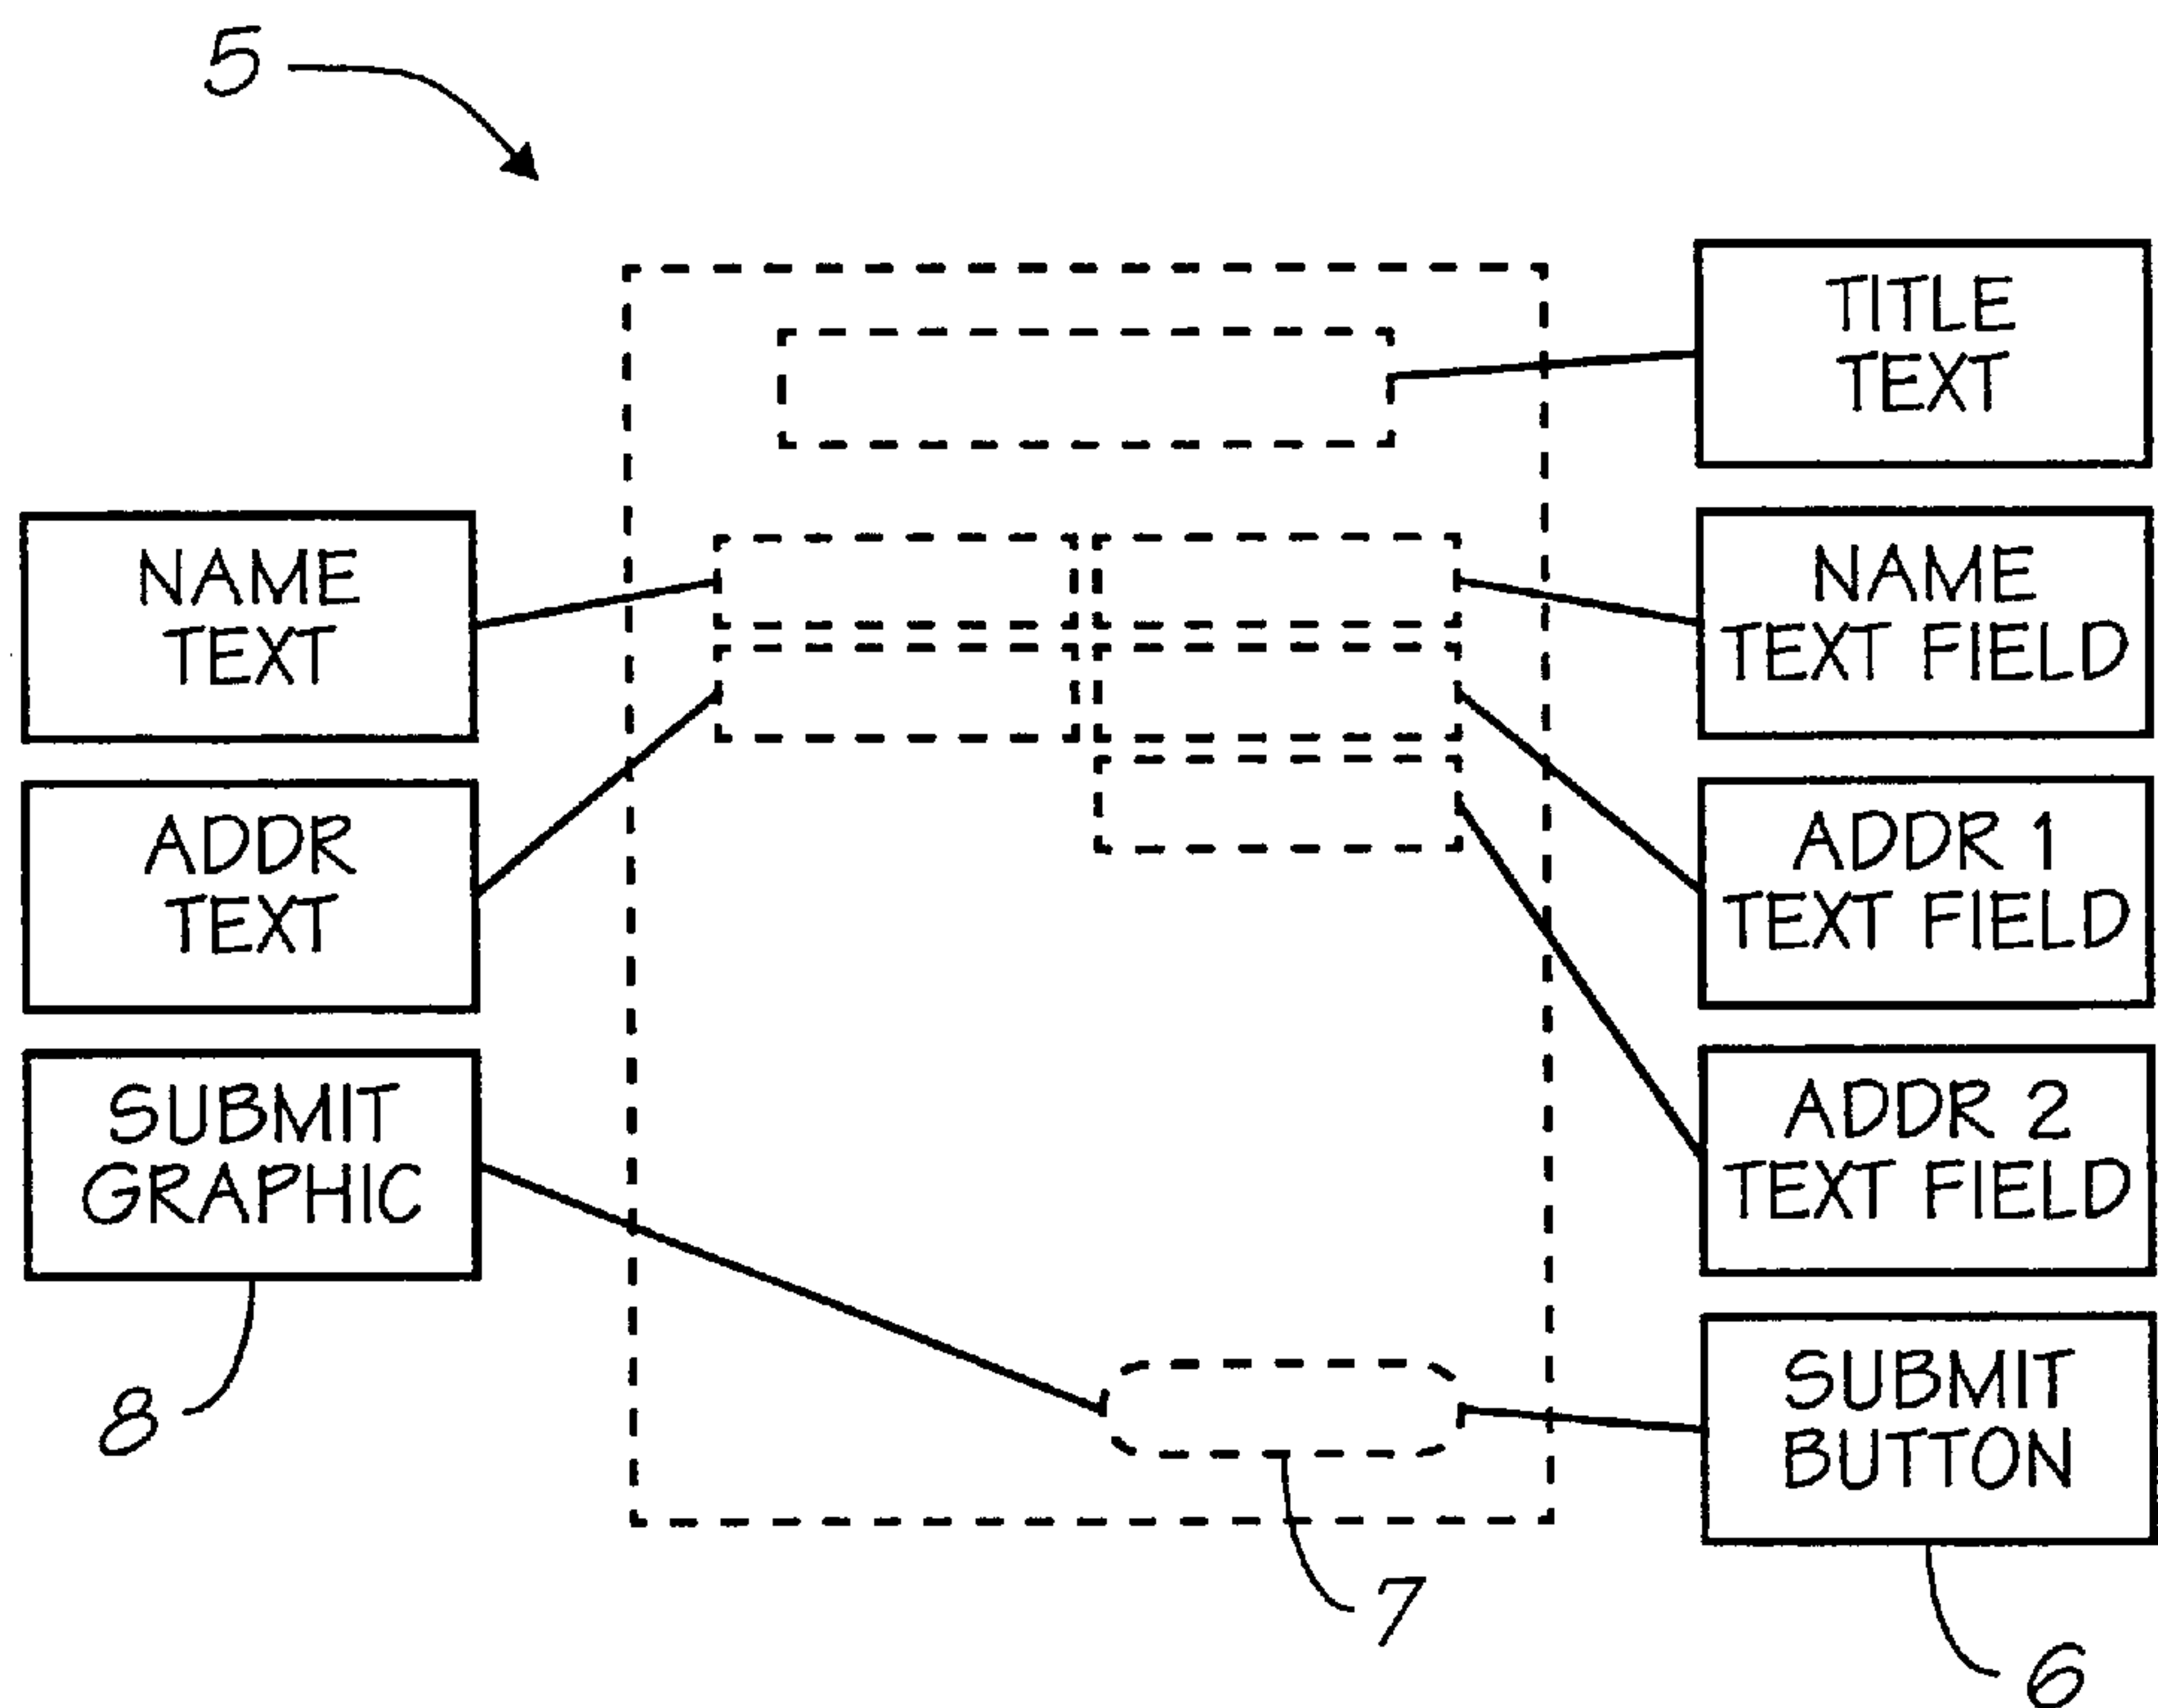 5
TITLE
TEXT
NAME
TEXT
NAME
TEXT FIELD
ADDR
TEXT
ADDR 1
TEXT FIELD
SUBMIT
GRAPHIC
ADDR 2
TEXT FIELD
8
SUBMIT
BUTTON
7
6